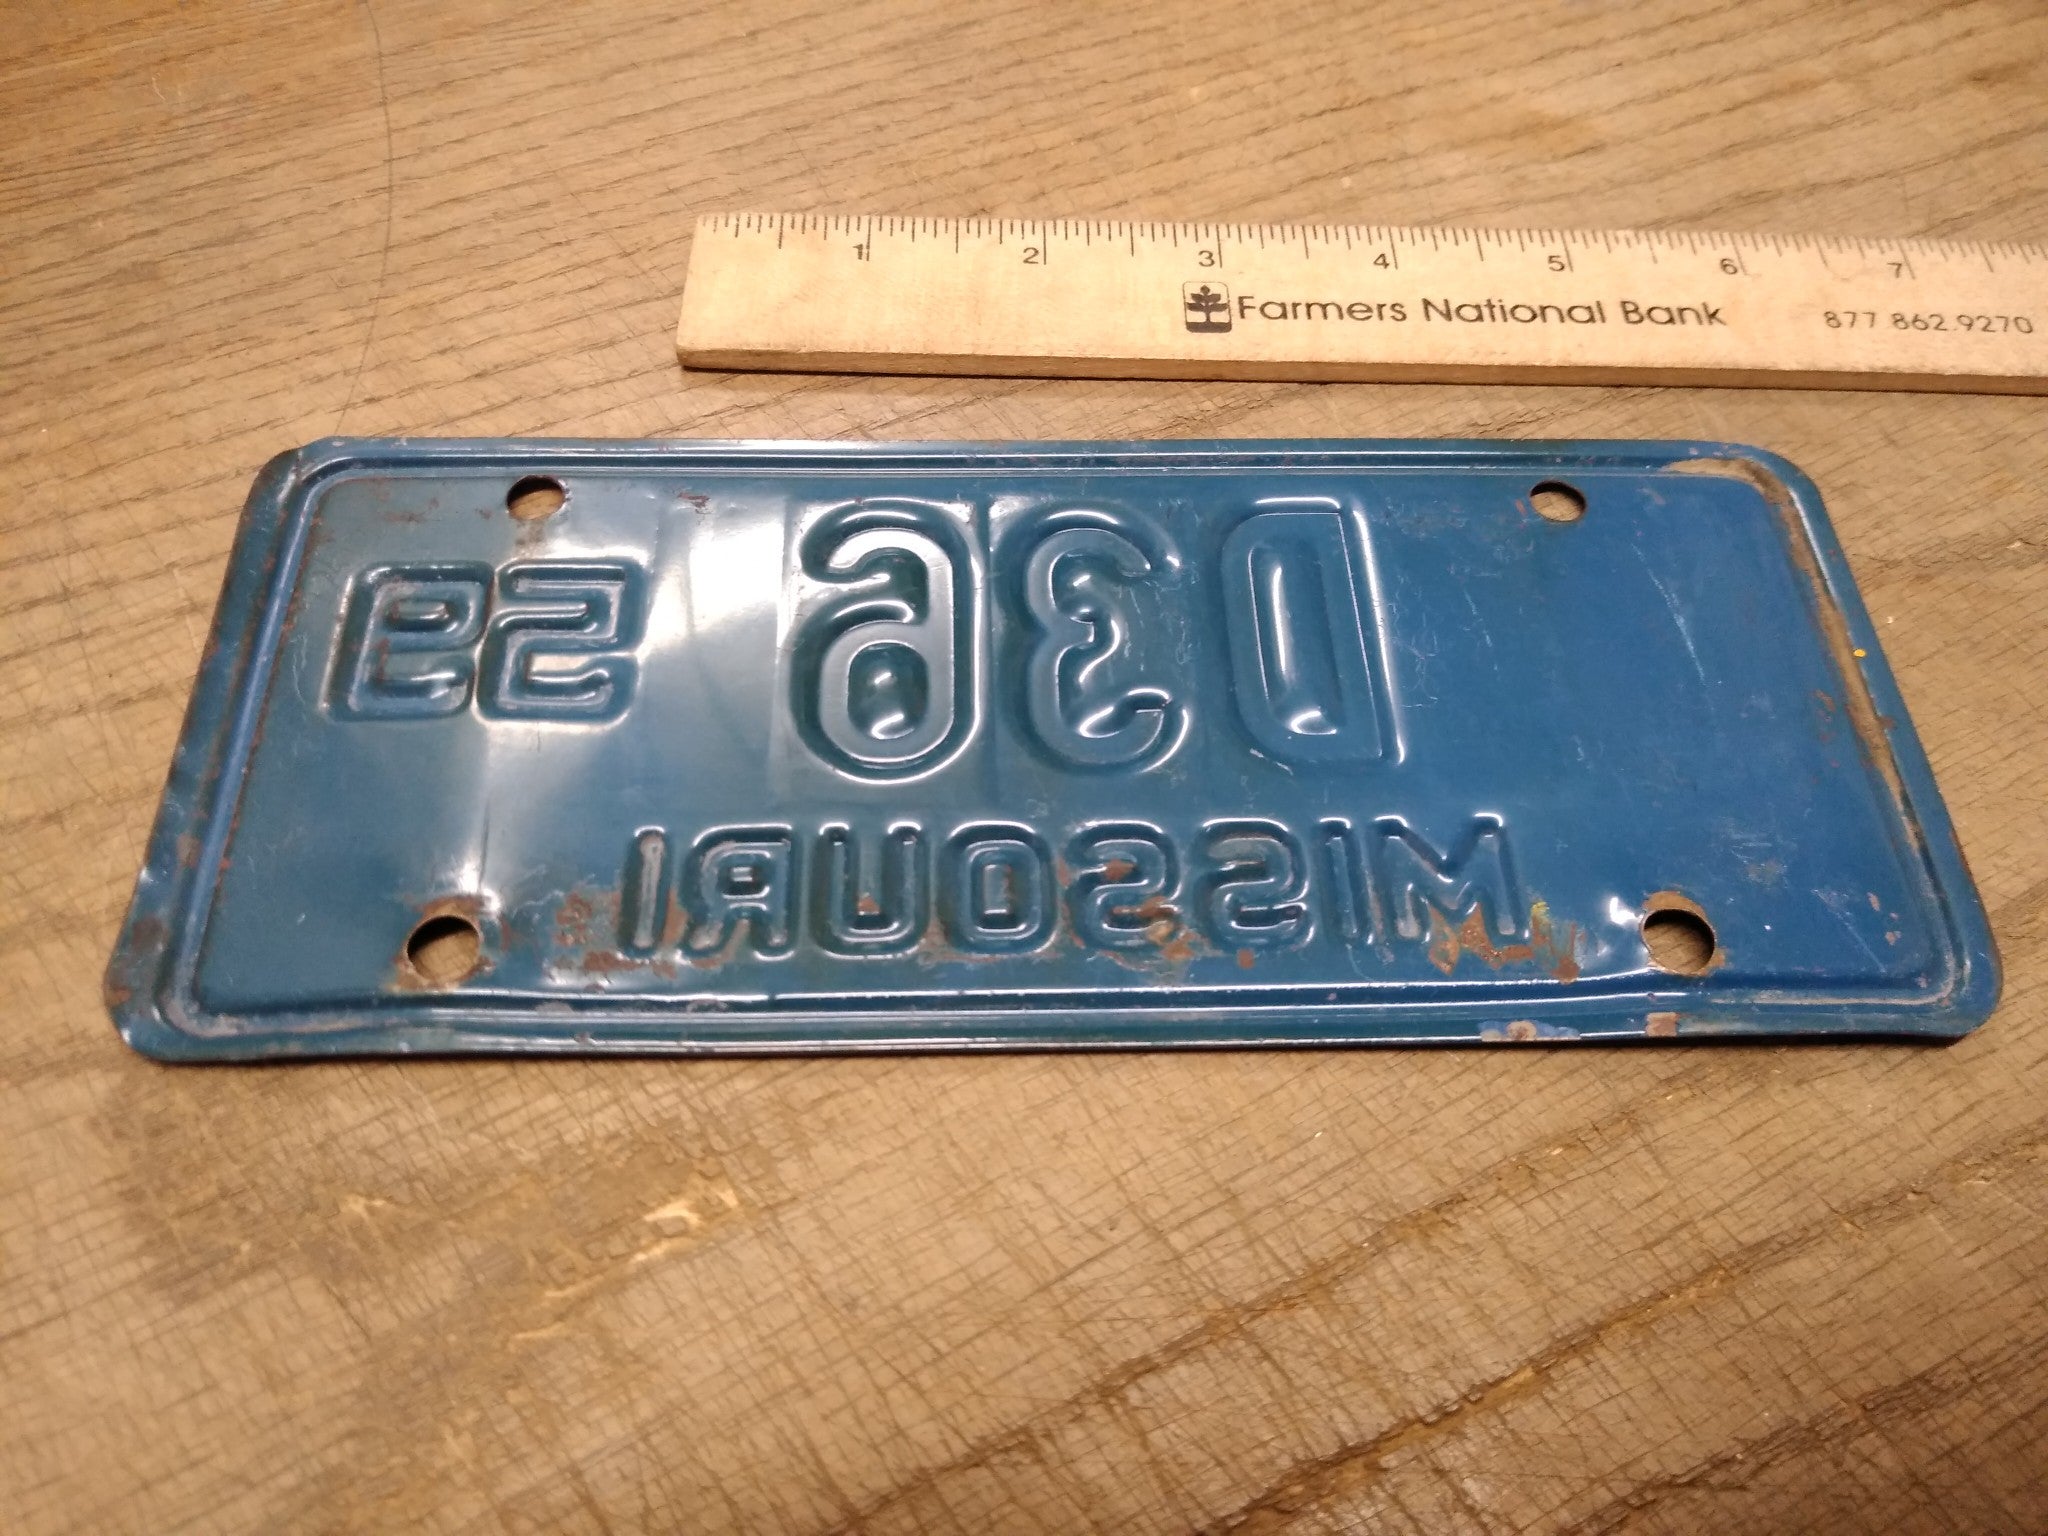 1 2 3 4 5 6 7
Farmers National Bank 877.862.9270
D36 59
MISSOURI